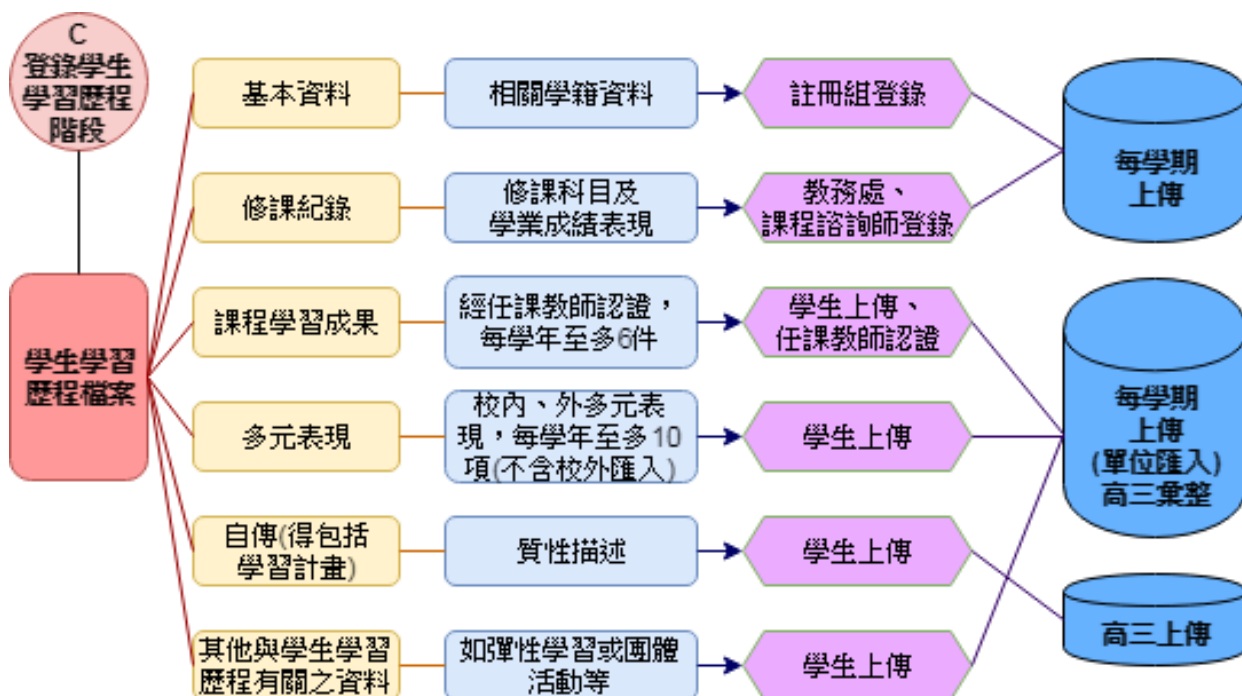 C
登錄學生
學習歷程
階段
學生學習
歷程檔案
基本資料
相關學籍資料
註冊組登錄
修課紀錄
修課科目及
學業成績表現
教務處、
課程諮詢師登錄
每學期
上傳
課程學習成果
經任課教師認證，
每學年至多6件
學生上傳、
任課教師認證
多元表現
校內、外多元表
現，每學年至多10
項(不含校外匯入)
學生上傳
每學期
上傳
(單位匯入)
高三彙整
自傳(得包括
學習計畫)
質性描述
學生上傳
高三上傳
其他與學生學習
歷程有關之資料
如彈性學習或團體
活動等
學生上傳